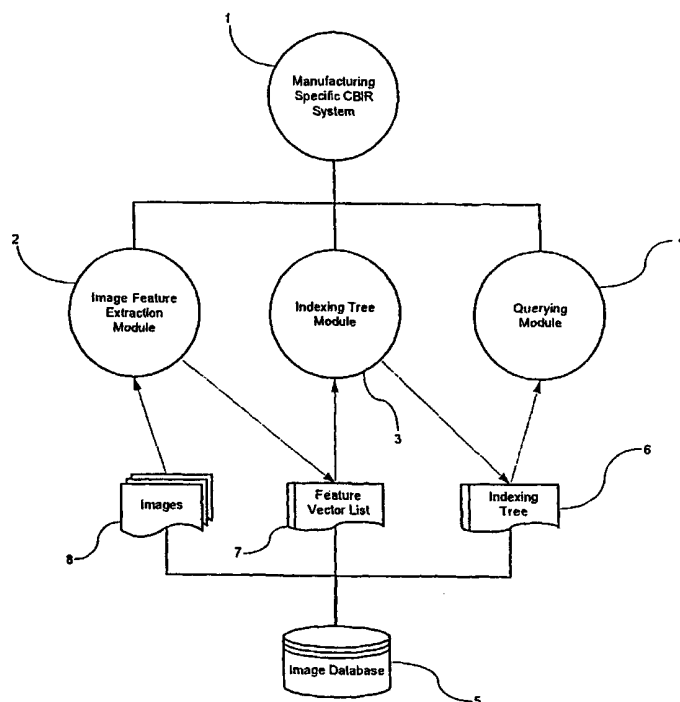 1
Manufacturing
Specific CBIR
System
2
Image Feature
Extraction
Module
Indexing Tree
Module
3
Querying
Module
Images
8
Feature
Vector List
7
Indexing
Tree
6
Image Database
5